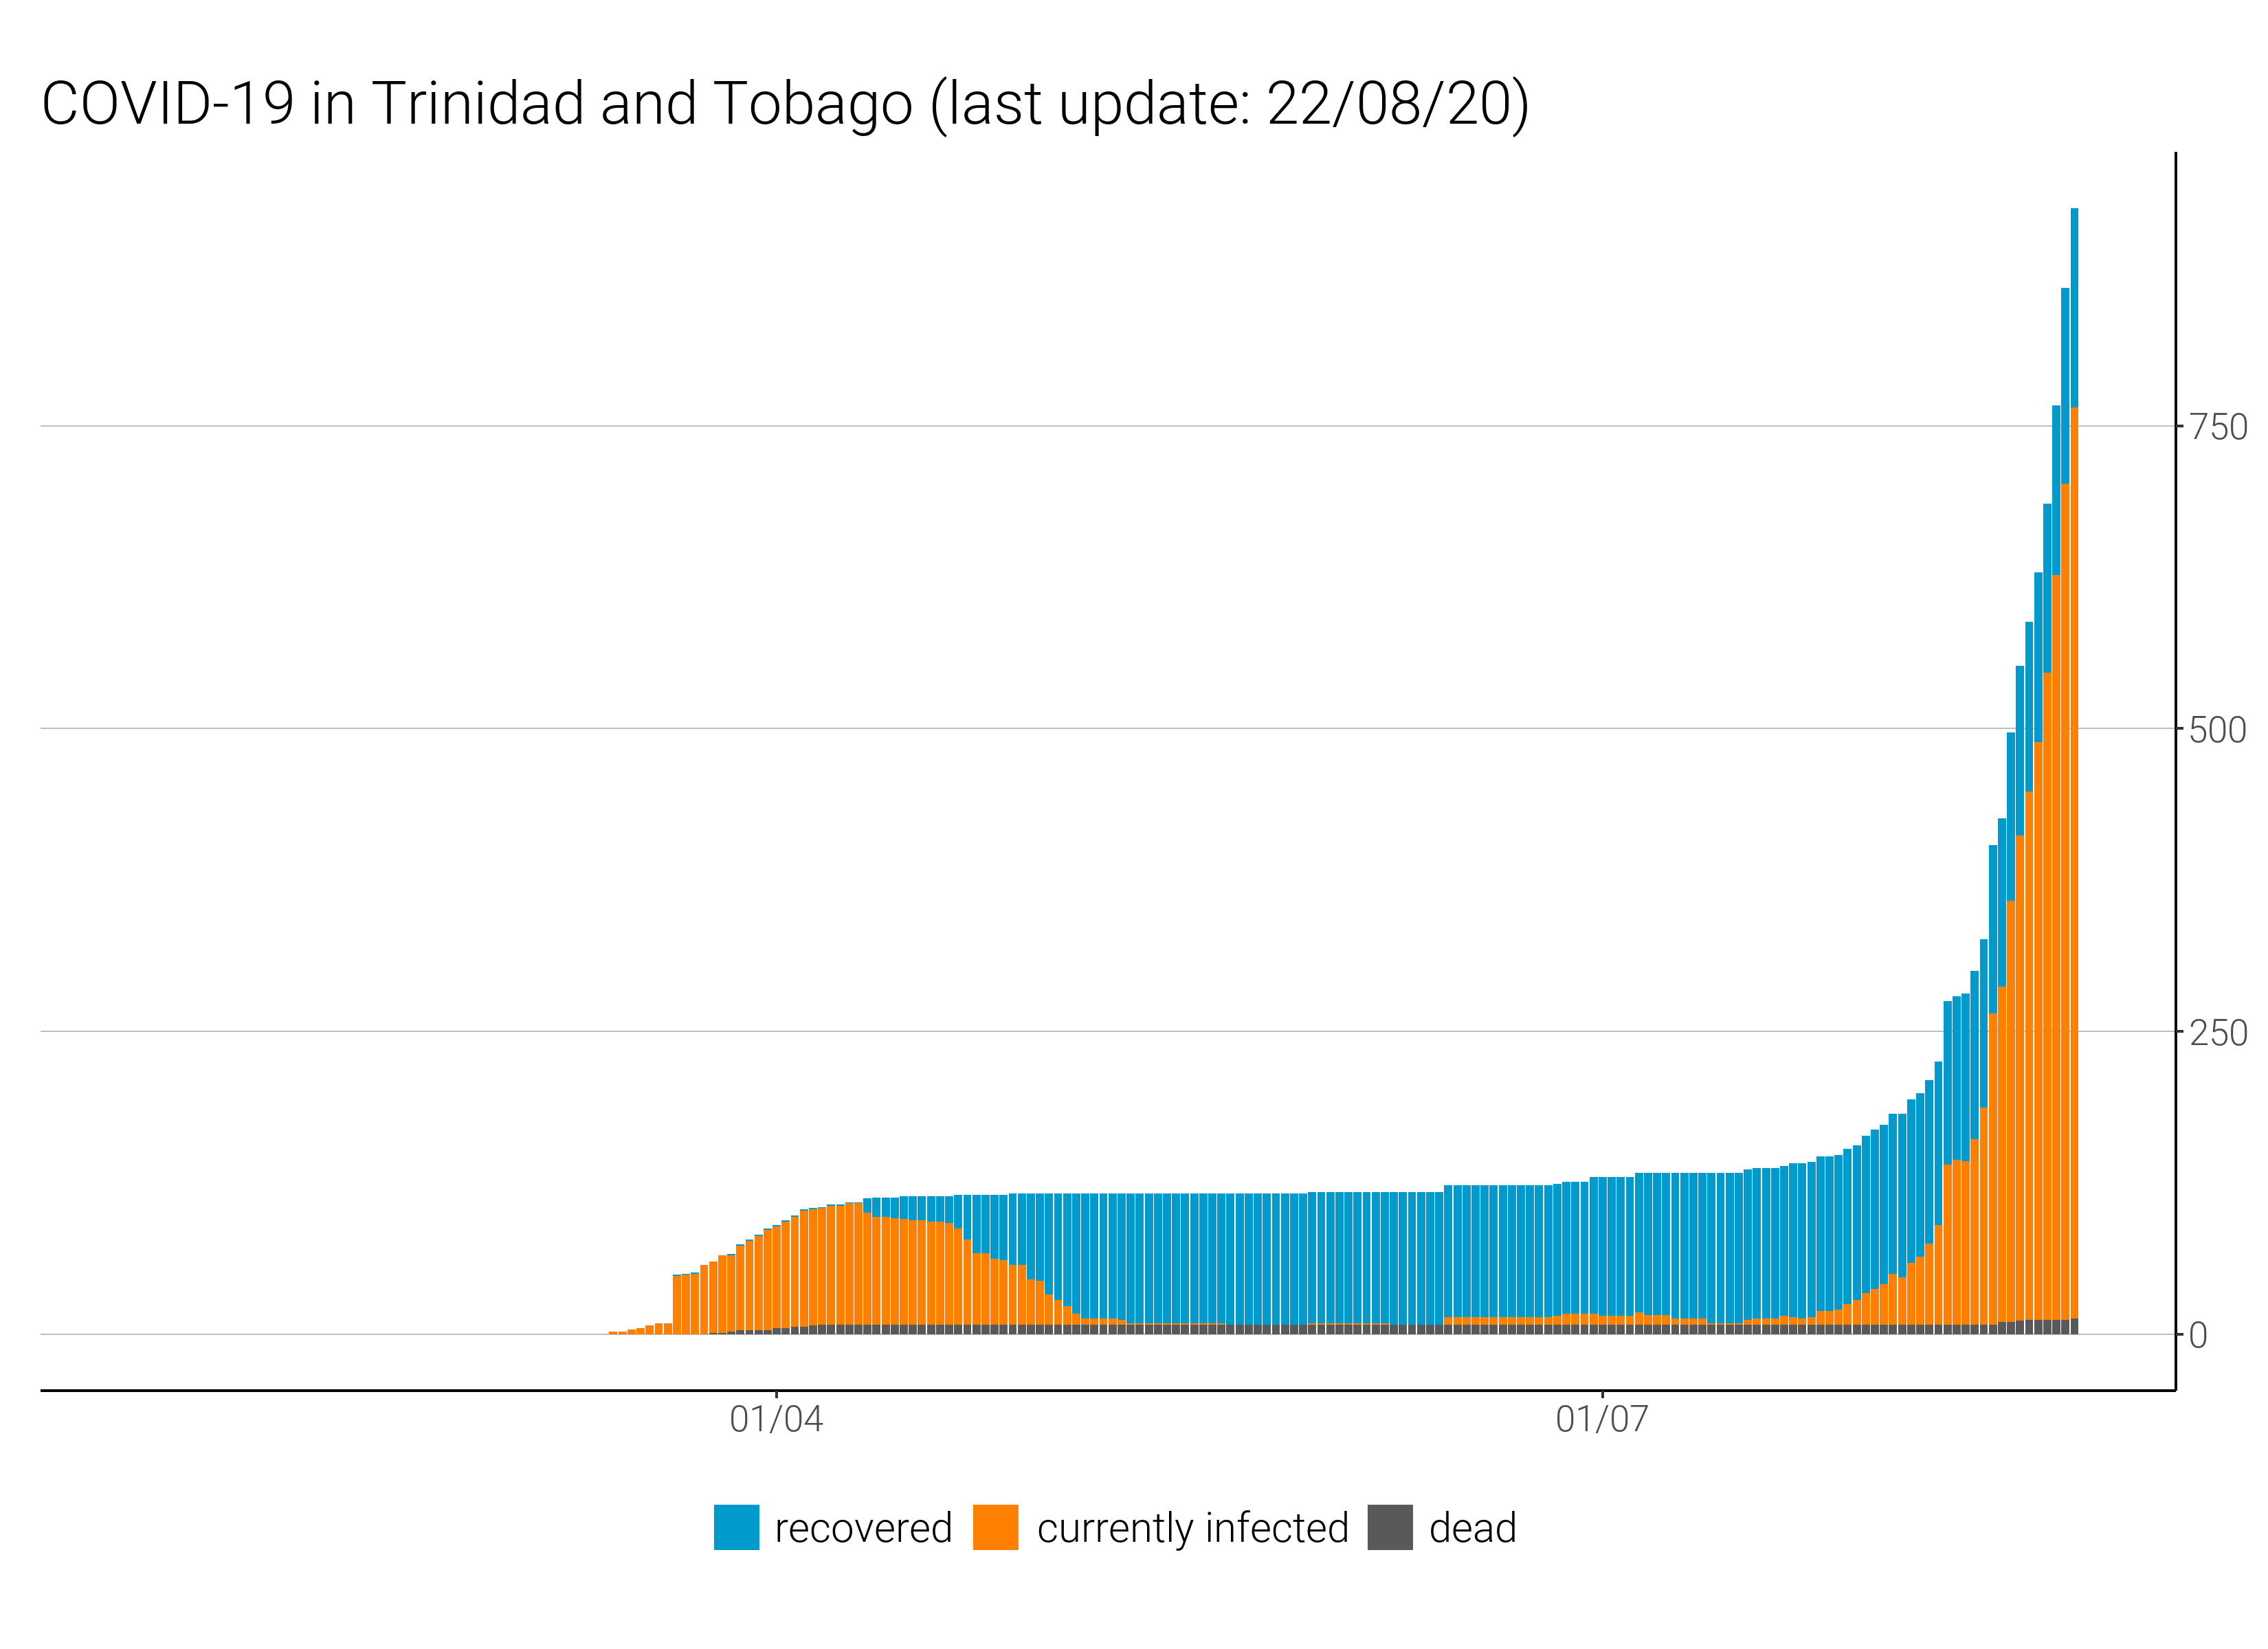 COVID-19 in Trinidad and Tobago (last update: 22/08/20)
750
500
250
0
01/04 01/07
recovered currently infected dead